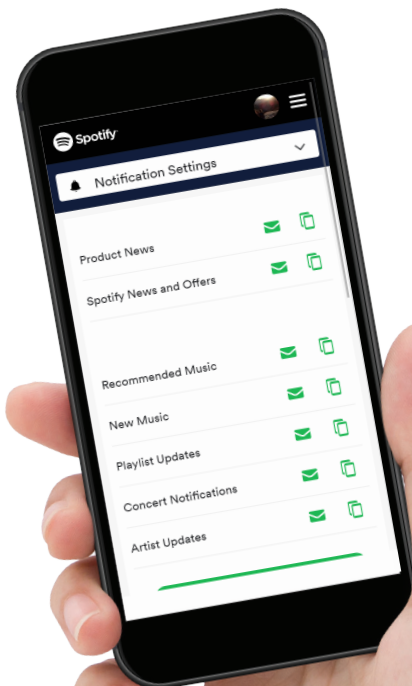 Spotify
Notification Settings
Product News
Spotify News and Offers
Recommended Music
New Music
Playlist Updates
Concert Notifications
Artist Updates